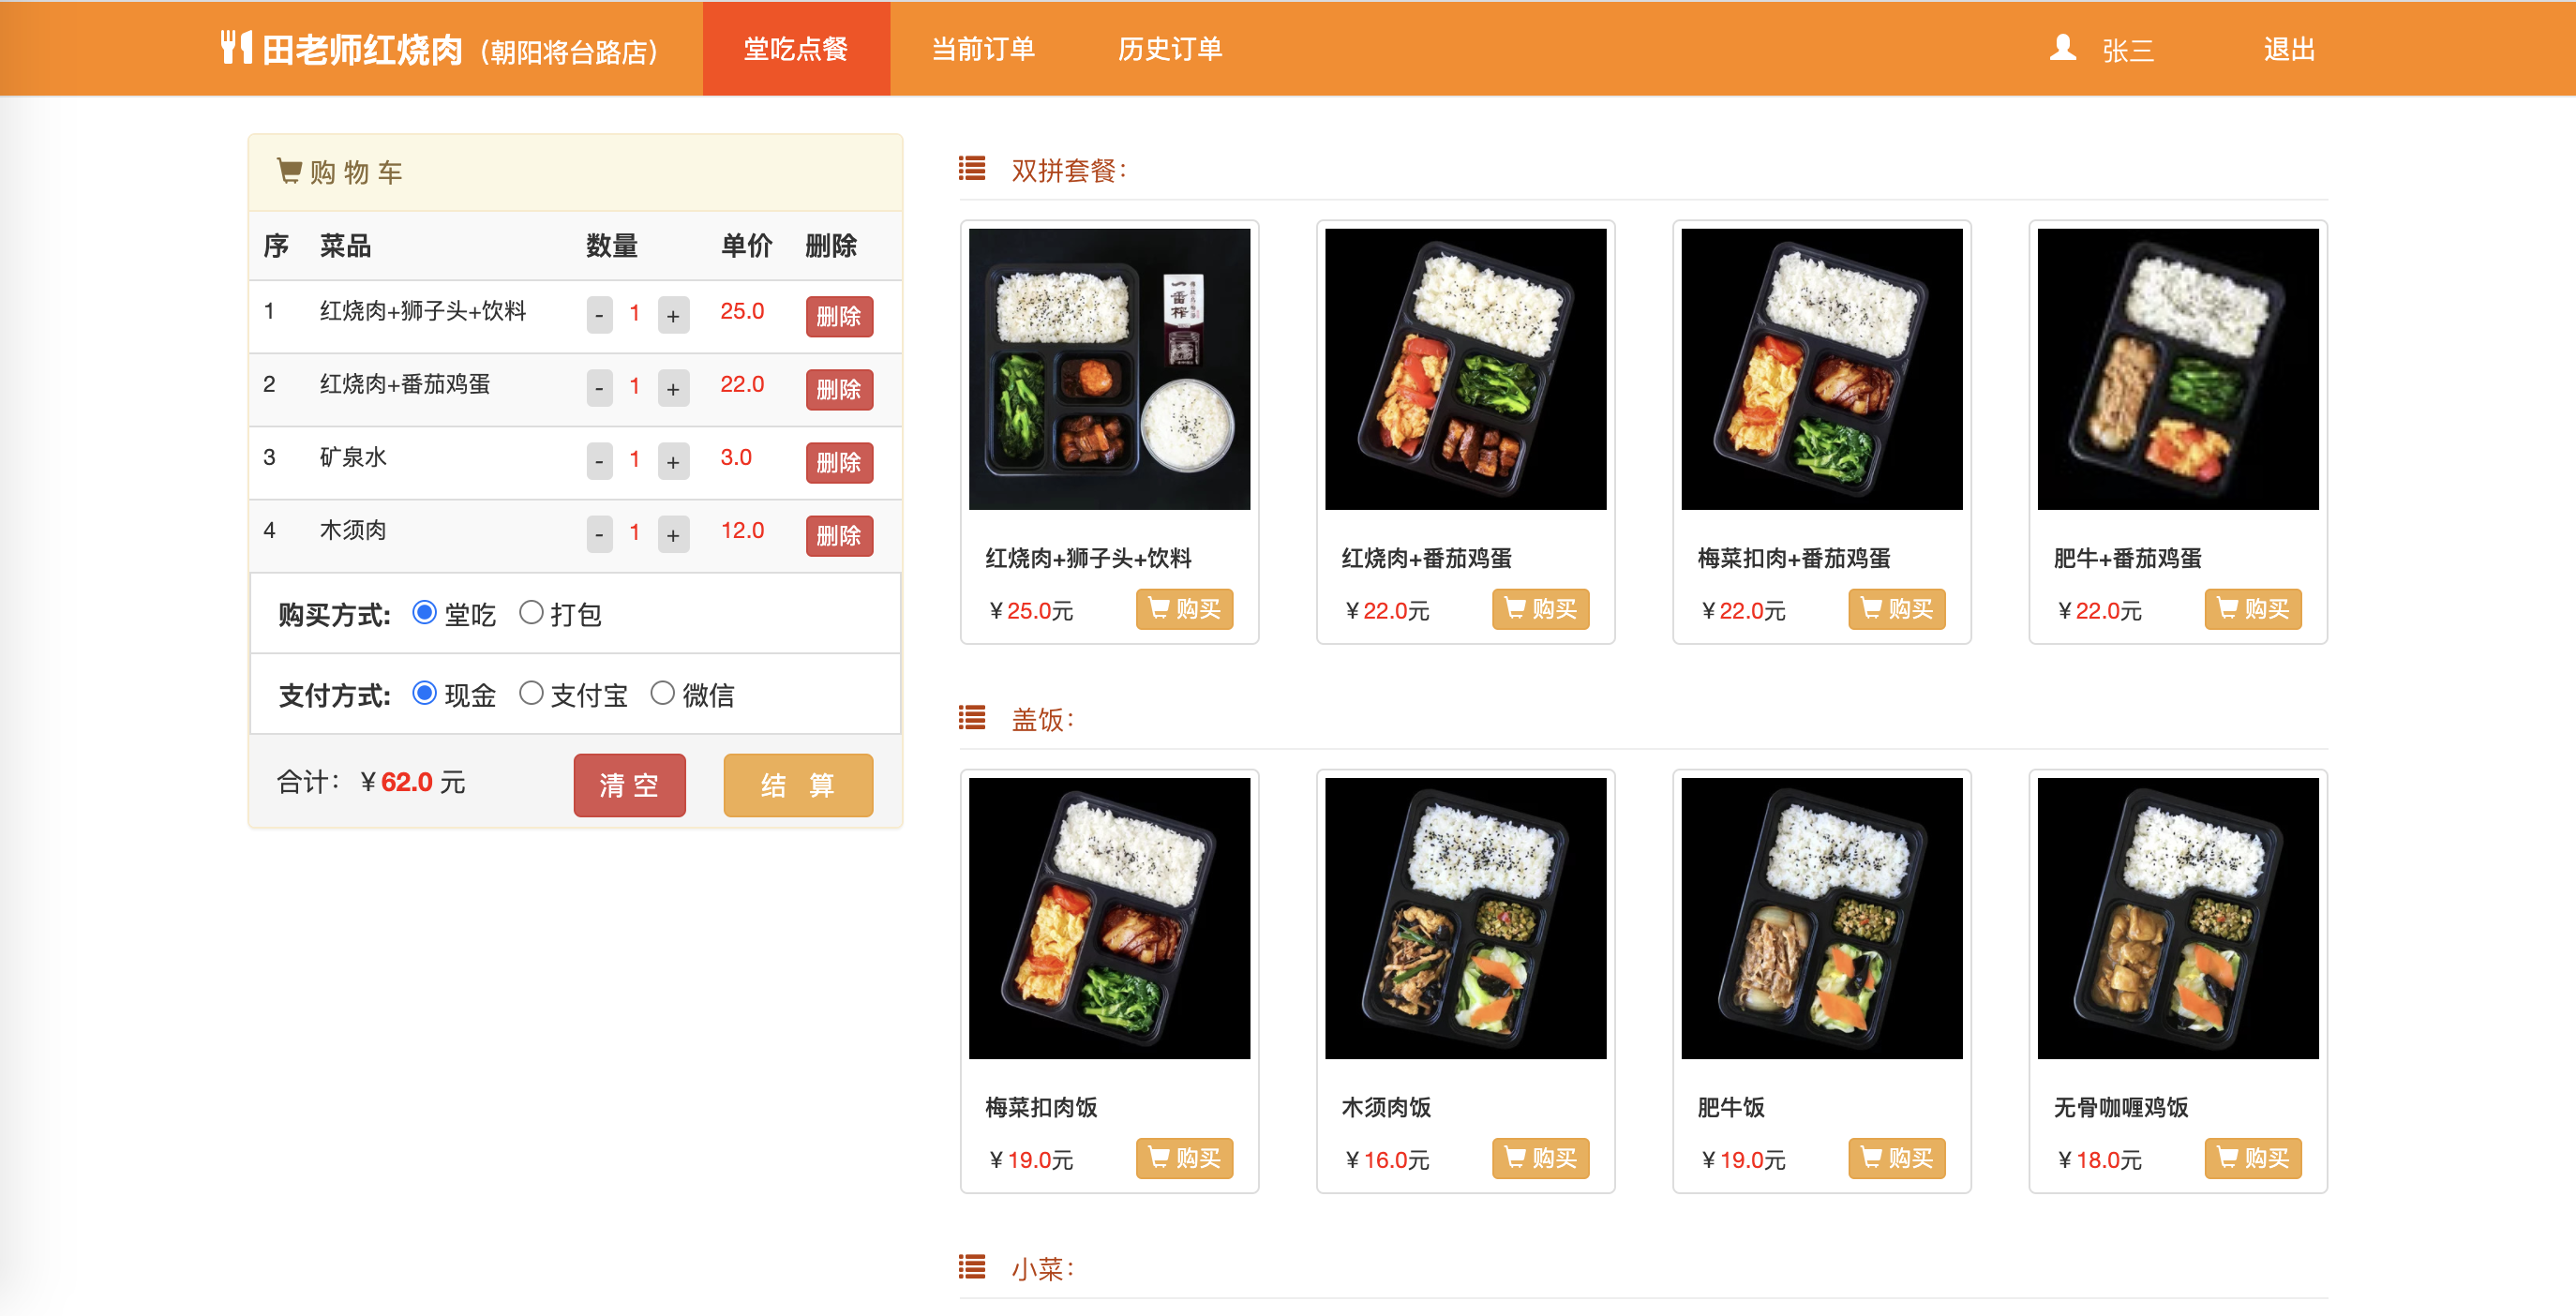 田老师红烧肉（朝阳将台路店） 堂吃点餐 当前订单 历史订单 张三 退出
购 物 车
序 菜品 数量 单价 删除
1 红烧肉+狮子头+饮料 - 1 + 25.0 删除
2 红烧肉+番茄鸡蛋 - 1 + 22.0 删除
3 矿泉水 - 1 + 3.0 删除
4 木须肉 - 1 + 12.0 删除
购买方式: 堂吃 打包
支付方式: 现金 支付宝 微信
合计：￥62.0 元 清 空 结 算
双拼套餐：
一番榨
红烧肉+狮子头+饮料 红烧肉+番茄鸡蛋 梅菜扣肉+番茄鸡蛋 肥牛+番茄鸡蛋
￥25.0元 购买 ￥22.0元 购买 ￥22.0元 购买 ￥22.0元 购买
盖饭：
梅菜扣肉饭 木须肉饭 肥牛饭 无骨咖喱鸡饭
￥19.0元 购买 ￥16.0元 购买 ￥19.0元 购买 ￥18.0元 购买
小菜：